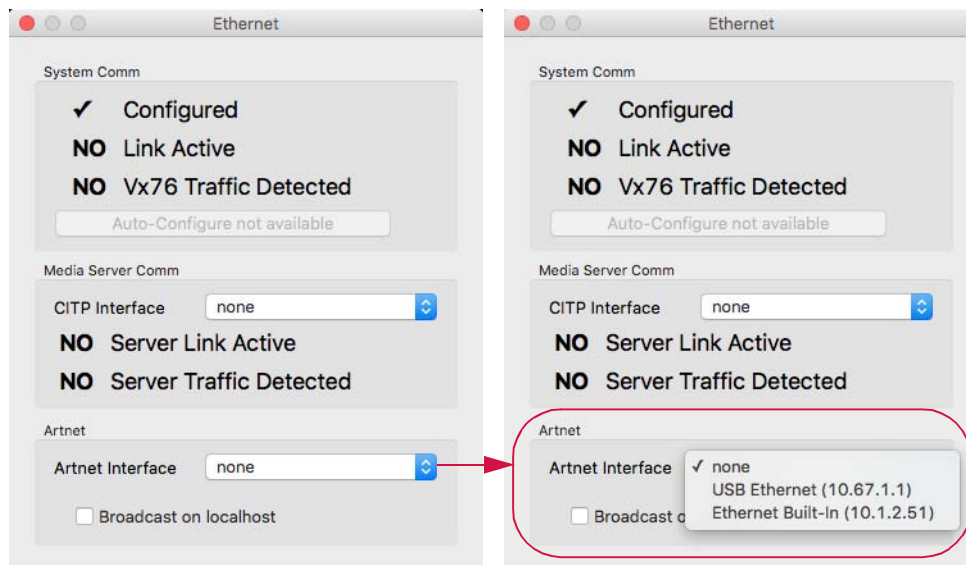 Ethernet
System Comm
✓ Configured
NO Link Active
NO Vx76 Traffic Detected
Auto-Configure not available
Media Server Comm
CITP Interface none
NO Server Link Active
NO Server Traffic Detected
Artnet
Artnet Interface none
Broadcast on localhost
Ethernet
System Comm
✓ Configured
NO Link Active
NO Vx76 Traffic Detected
Auto-Configure not available
Media Server Comm
CITP Interface none
NO Server Link Active
NO Server Traffic Detected
Artnet
Artnet Interface ✓ none
USB Ethernet (10.67.1.1)
Broadcast o Ethernet Built-In (10.1.2.51)